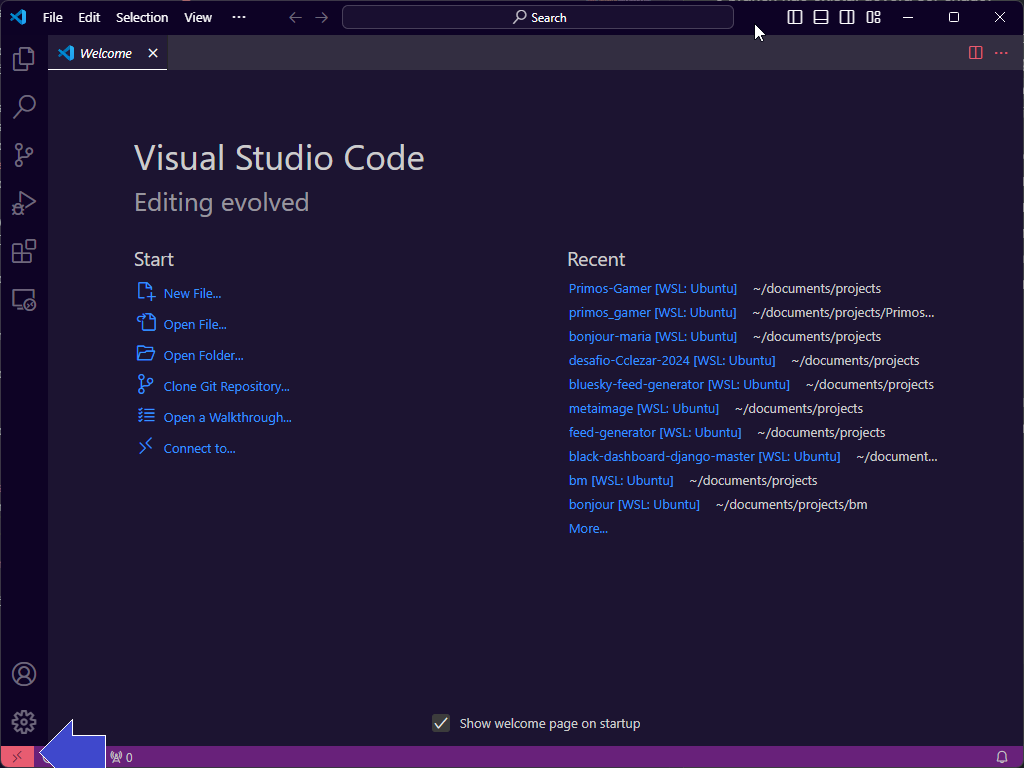 File Edit Selection View ··· Search
Welcome
Visual Studio Code
Editing evolved
Start
New File...
Open File...
Open Folder...
Clone Git Repository...
Open a Walkthrough...
Connect to...
Recent
Primos-Gamer [WSL: Ubuntu] ~/documents/projects
primos_gamer [WSL: Ubuntu] ~/documents/projects/Primos...
bonjour-maria [WSL: Ubuntu] ~/documents/projects
desafio-Cclezar-2024 [WSL: Ubuntu] ~/documents/projects
bluesky-feed-generator [WSL: Ubuntu] ~/documents/projects
metaimage [WSL: Ubuntu] ~/documents/projects
feed-generator [WSL: Ubuntu] ~/documents/projects
black-dashboard-django-master [WSL: Ubuntu] ~/document...
bm [WSL: Ubuntu] ~/documents/projects
bonjour [WSL: Ubuntu] ~/documents/projects/bm
More...
Show welcome page on startup
0